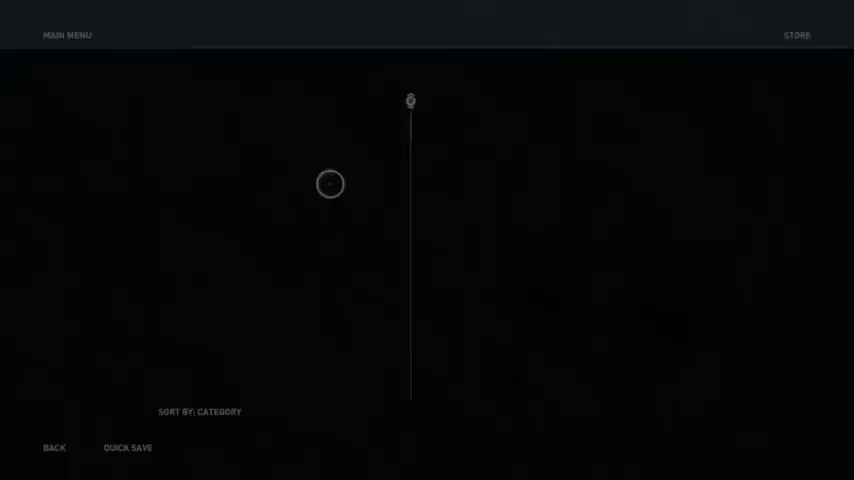 MAIN MENU
STORE
SORT BY: CATEGORY
BACK
QUICK SAVE